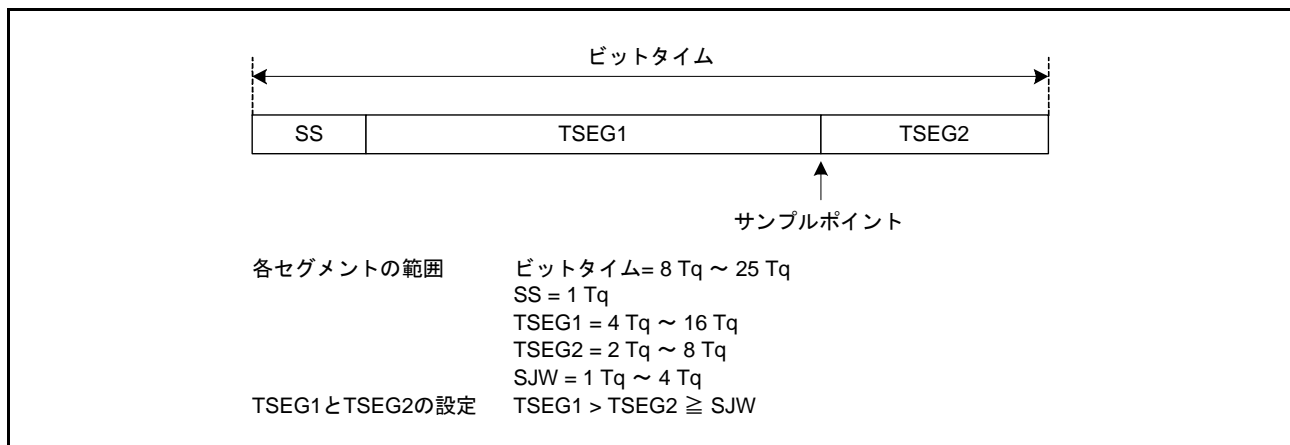 ビットタイム
SS TSEG1 TSEG2
サンプルポイント
各セグメントの範囲 ビットタイム= 8 Tq ～ 25 Tq
SS = 1 Tq
TSEG1 = 4 Tq ～ 16 Tq
TSEG2 = 2 Tq ～ 8 Tq
SJW = 1 Tq ～ 4 Tq
TSEG1とTSEG2の設定 TSEG1 > TSEG2 ≧ SJW